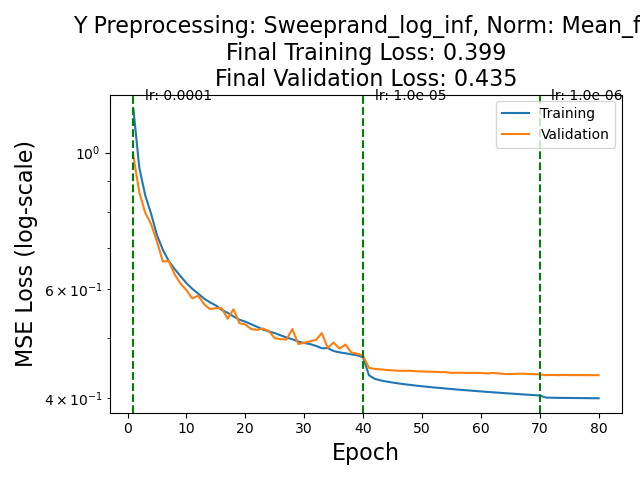 Y Preprocessing: Sweeprand_log_inf, Norm: Mean_f
Final Training Loss: 0.399
Final Validation Loss: 0.435
lr: 0.0001
lr: 1.0e-05
lr: 1.0e-06
Training
Validation
MSE Loss (log-scale)
10⁰
6 × 10⁻¹
4 × 10⁻¹
0 10 20 30 40 50 60 70 80
Epoch